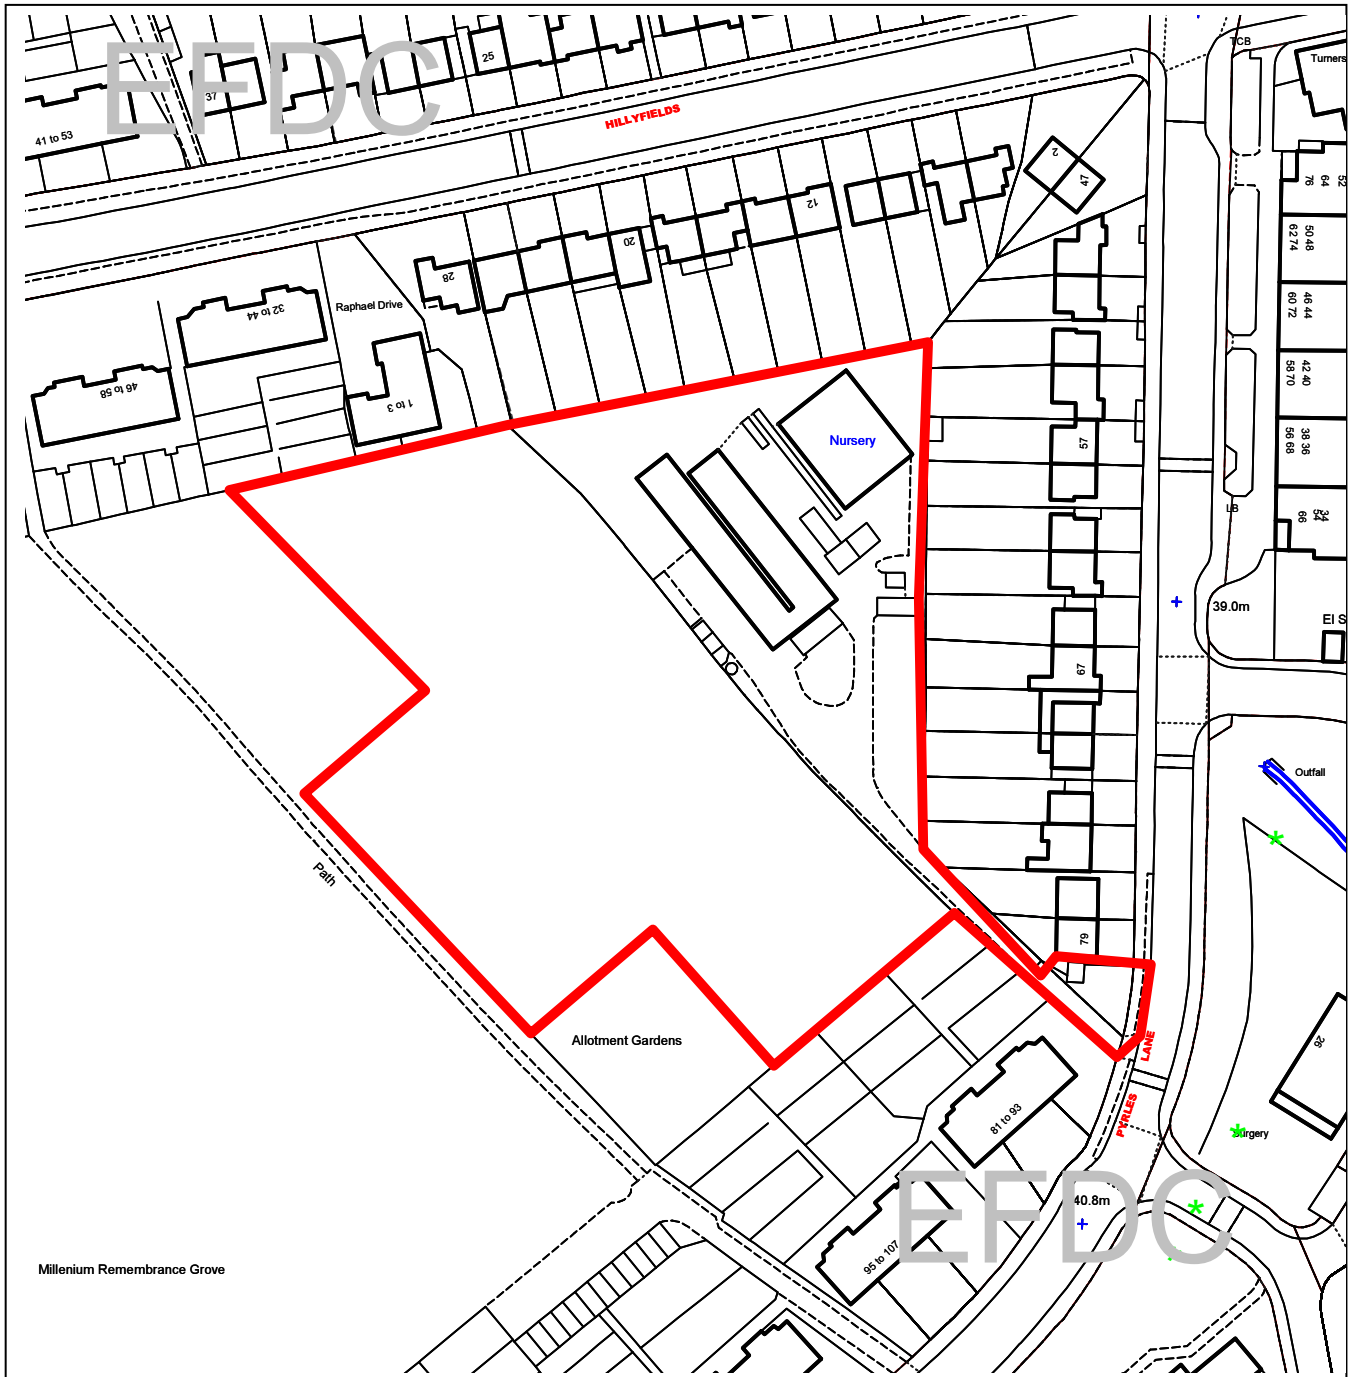 EFDC
TCB
Turners
25
37
HILLYFIELDS
41 to 53
2
47
52
64
76
12
20
28
50 48
62 74
Raphael Drive
32 to 44
46 44
60 72
46 to 58
1 to 3
42 40
58 70
Nursery
57
38 36
56 68
LB
34
54
66
39.0m
El S
67
Outfall
Path
79
Allotment Gardens
LANE
26
PYRLES
81 to 93
Surgery
EFDC
40.8m
95 to 107
Millenium Remembrance Grove